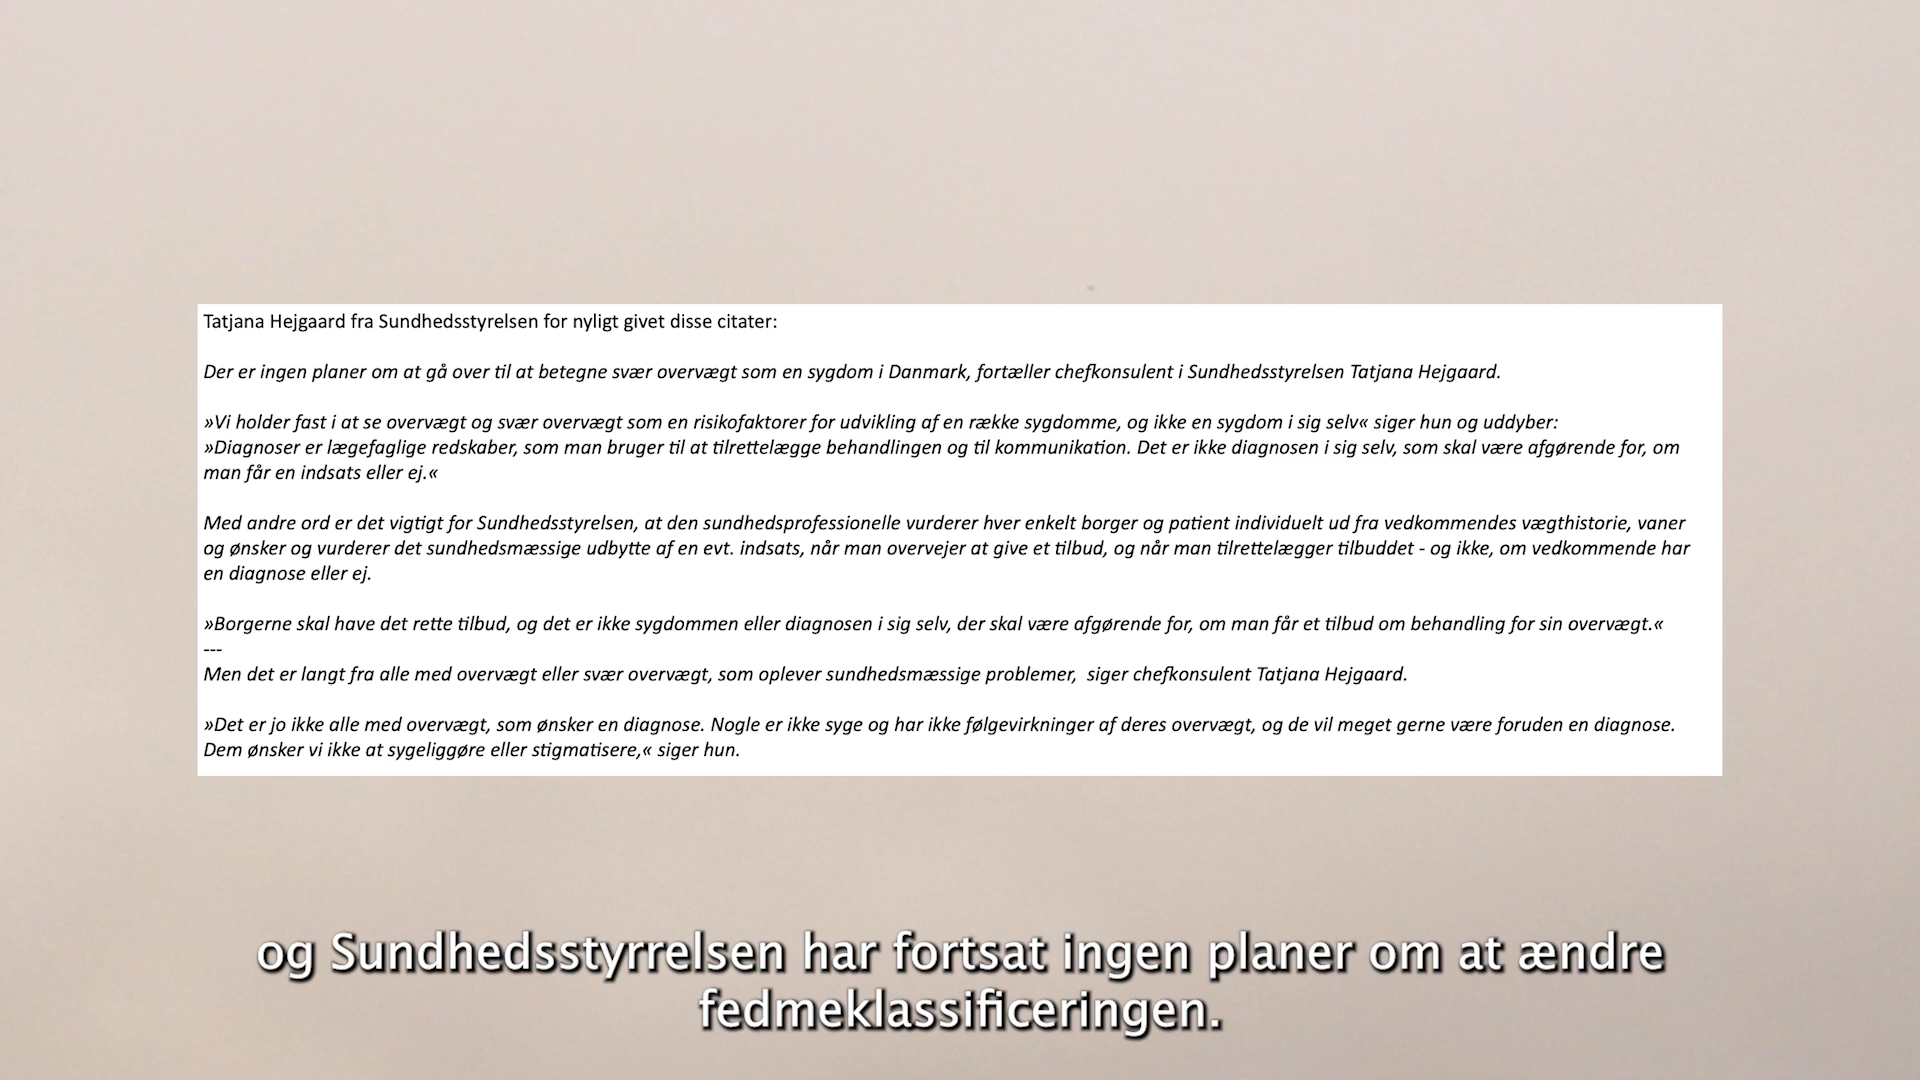 Tatjana Hejgaard fra Sundhedsstyrelsen for nyligt givet disse citater:
Der er ingen planer om at gå over til at betegne svær overvægt som en sygdom i Danmark, fortæller chefkonsulent i Sundhedsstyrelsen Tatjana Hejgaard.
»Vi holder fast i at se overvægt og svær overvægt som en risikofaktorer for udvikling af en række sygdomme, og ikke en sygdom i sig selv« siger hun og uddyber:
»Diagnoser er lægefaglige redskaber, som man bruger til at tilrettelægge behandlingen og til kommunikation. Det er ikke diagnosen i sig selv, som skal være afgørende for, om
man får en indsats eller ej.«
Med andre ord er det vigtigt for Sundhedsstyrelsen, at den sundhedsprofessionelle vurderer hver enkelt borger og patient individuelt ud fra vedkommendes vægthistorie, vaner
og ønsker og vurderer det sundhedsmæssige udbytte af en evt. indsats, når man overvejer at give et tilbud, og når man tilrettelægger tilbuddet - og ikke, om vedkommende har
en diagnose eller ej.
»Borgerne skal have det rette tilbud, og det er ikke sygdommen eller diagnosen i sig selv, der skal være afgørende for, om man får et tilbud om behandling for sin overvægt.«
---
Men det er langt fra alle med overvægt eller svær overvægt, som oplever sundhedsmæssige problemer,  siger chefkonsulent Tatjana Hejgaard.
»Det er jo ikke alle med overvægt, som ønsker en diagnose. Nogle er ikke syge og har ikke følgevirkninger af deres overvægt, og de vil meget gerne være foruden en diagnose.
Dem ønsker vi ikke at sygeliggøre eller stigmatisere,« siger hun.
og Sundhedsstyrrelsen har fortsat ingen planer om at ændre
fedmeklassificeringen.